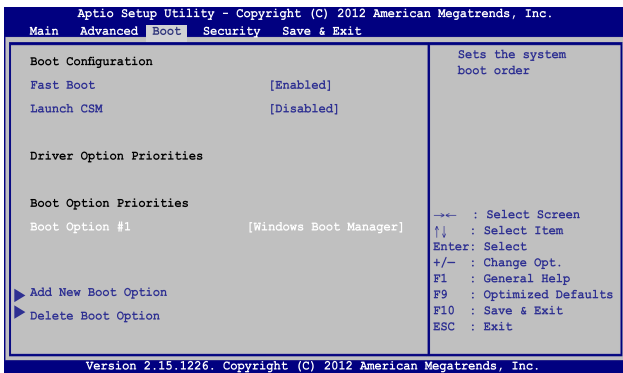 Aptio Setup Utility - Copyright (C) 2012 American Megatrends, Inc.
Main Advanced Boot Security Save & Exit
Boot Configuration
Fast Boot [Enabled]
Launch CSM [Disabled]
Driver Option Priorities
Boot Option Priorities
Boot Option #1 [Windows Boot Manager]
Add New Boot Option
Delete Boot Option
Sets the system
boot order
→← : Select Screen
↑↓ : Select Item
Enter: Select
+/— : Change Opt.
F1 : General Help
F9 : Optimized Defaults
F10 : Save & Exit
ESC : Exit
Version 2.15.1226. Copyright (C) 2012 American Megatrends, Inc.